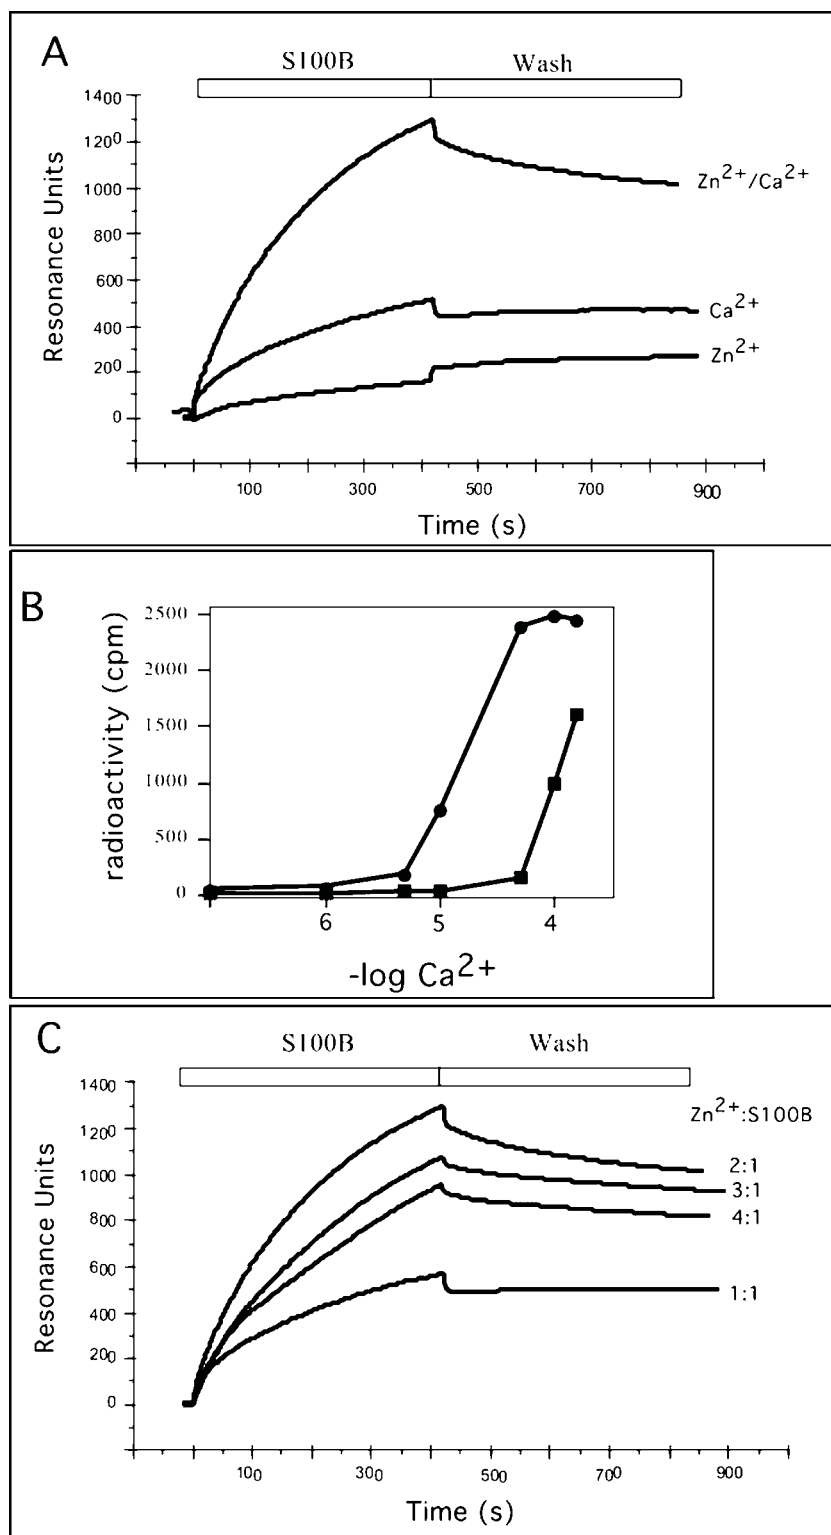 A
S100B Wash
1400
1200
1000
800
600
400
200
0
Resonance Units
Zn2+/Ca2+
Ca2+
Zn2+
100 300 500 700 900
Time (s)
B
2500
2000
1500
1000
500
0
radioactivity (cpm)
6 5 4
-log Ca2+
C
S100B Wash
1400
1200
1000
800
600
400
200
0
Resonance Units
Zn2+:S100B
2:1
3:1
4:1
1:1
100 300 500 700 900
Time (s)